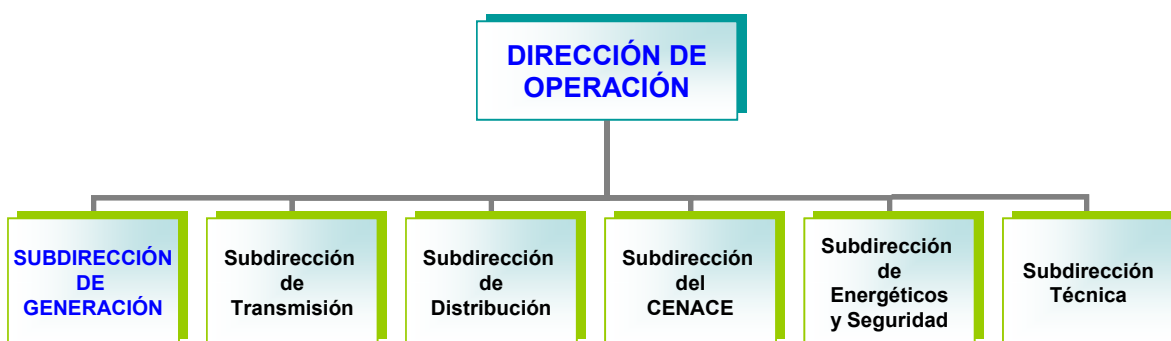 DIRECCIÓN DE
OPERACIÓN
SUBDIRECCIÓN
DE
GENERACIÓN
Subdirección
de
Transmisión
Subdirección
de
Distribución
Subdirección
del
CENACE
Subdirección
de
Energéticos
y Seguridad
Subdirección
Técnica